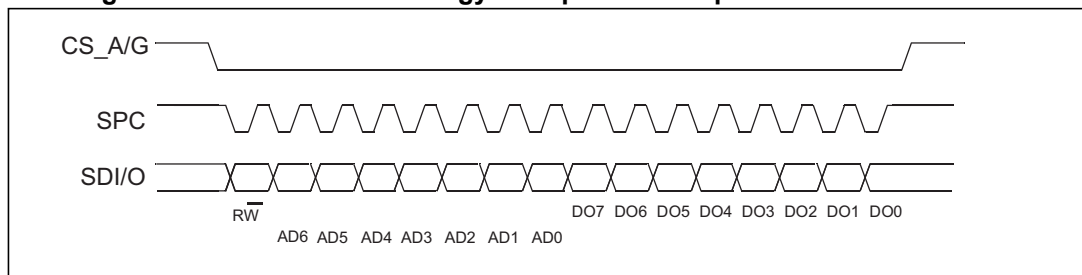 CS_A/G
SPC
SDI/O
RW
DO7 DO6 DO5 DO4 DO3 DO2 DO1 DO0
AD6 AD5 AD4 AD3 AD2 AD1 AD0